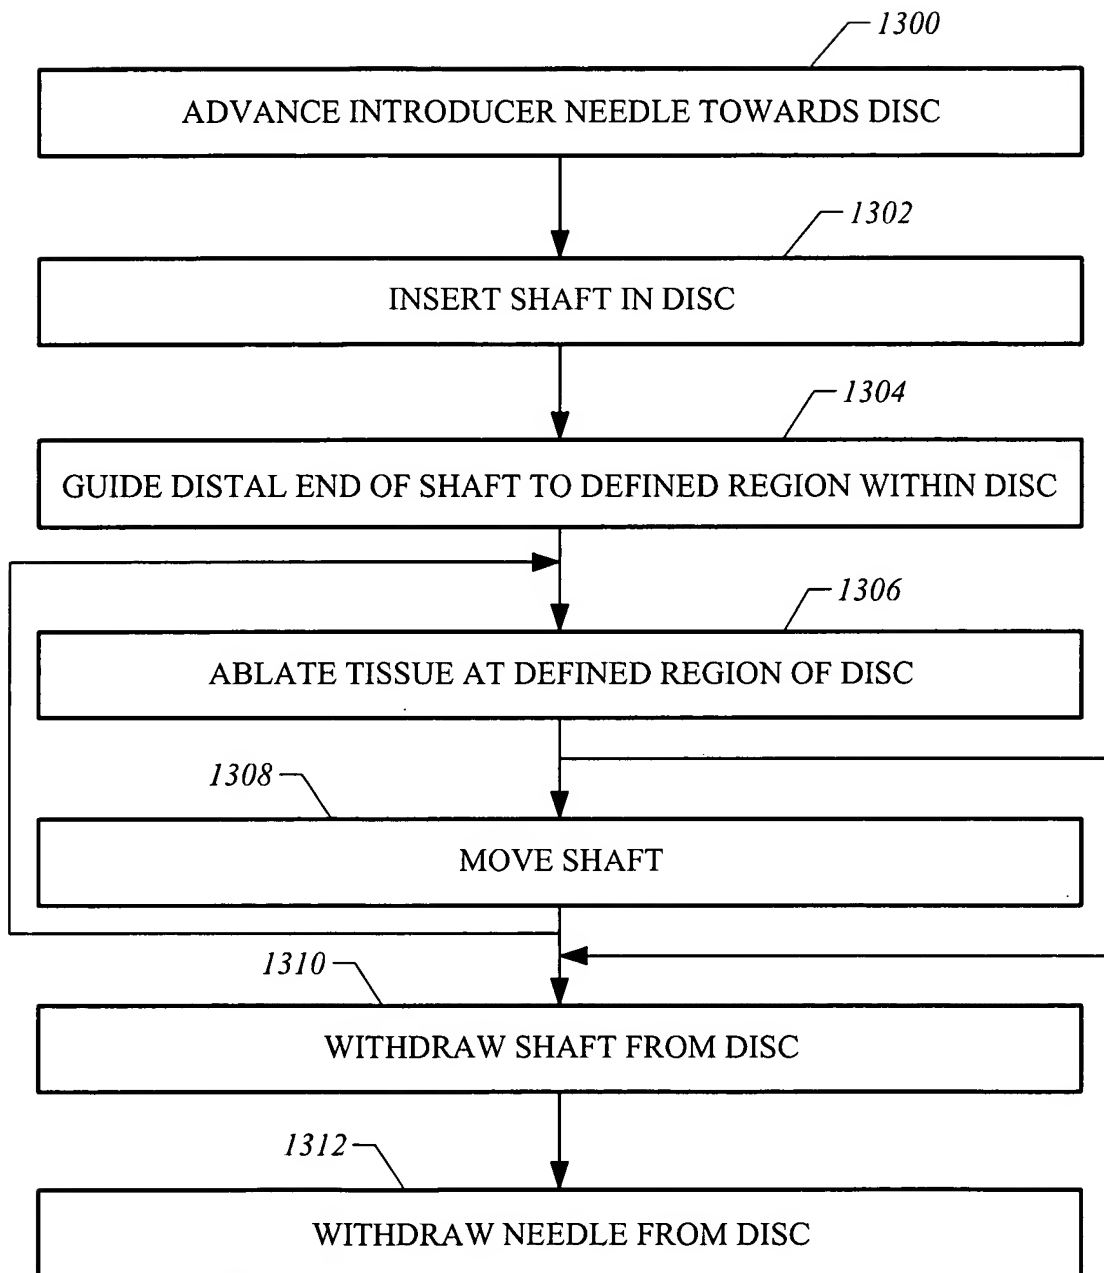 1300
ADVANCE INTRODUCER NEEDLE TOWARDS DISC
1302
INSERT SHAFT IN DISC
1304
GUIDE DISTAL END OF SHAFT TO DEFINED REGION WITHIN DISC
1306
ABLATE TISSUE AT DEFINED REGION OF DISC
1308
MOVE SHAFT
1310
WITHDRAW SHAFT FROM DISC
1312
WITHDRAW NEEDLE FROM DISC